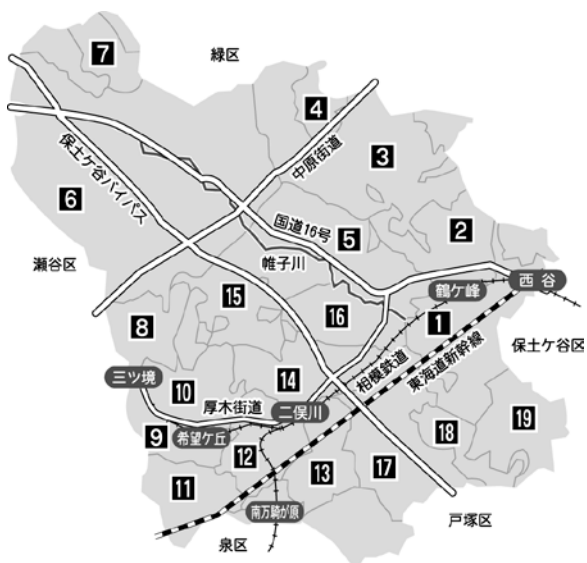 緑区
7
4
中原街道
3
保土ケ谷バイパス
6
国道16号
5
2
帷子川
瀬谷区
鶴ケ峰
西谷
15
16
1
8
相模鉄道
東海道新幹線
保土ケ谷区
三ツ境
10
14
厚木街道
二俣川
19
18
9
希望ケ丘
12
13
17
11
南万騎が原
戸塚区
泉区